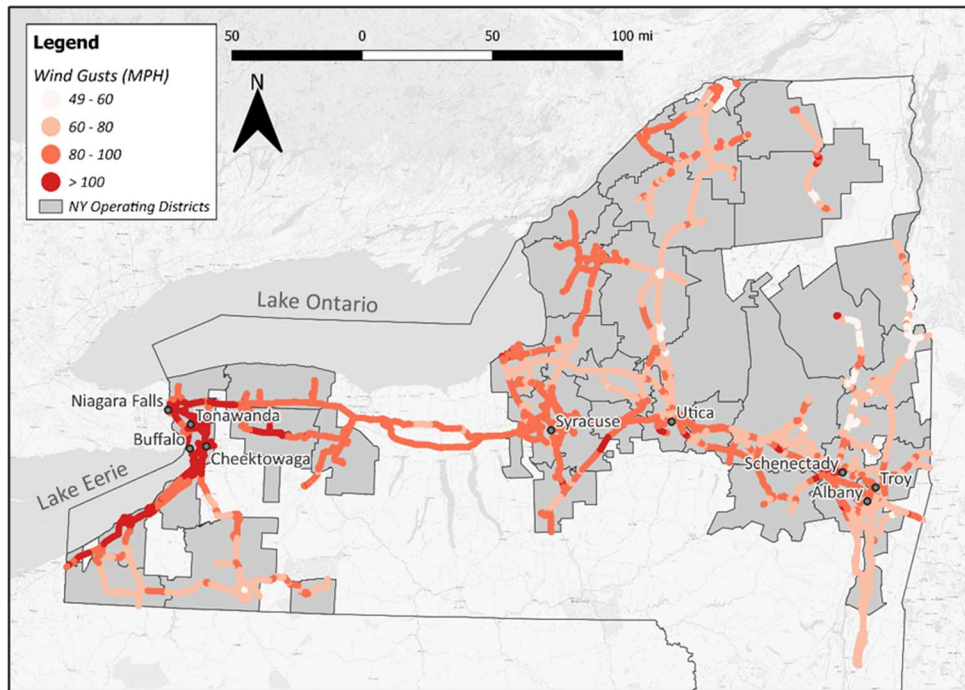 Legend
Wind Gusts (MPH)
49 - 60
60 - 80
80 - 100
> 100
NY Operating Districts
50 0 50 100 mi
N
Lake Ontario
Niagara Falls
Tonawanda
Buffalo
Cheektowaga
Lake Eerie
Syracuse
Utica
Schenectady
Troy
Albany